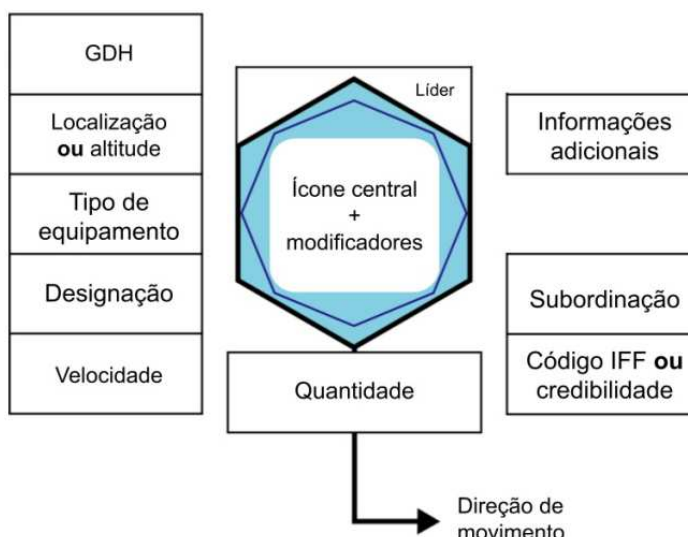 GDH
Localização
ou altitude
Tipo de
equipamento
Designação
Velocidade
Líder
Ícone central
+
modificadores
Quantidade
Direção de
movimento
Informações
adicionais
Subordinação
Código IFF ou
credibilidade